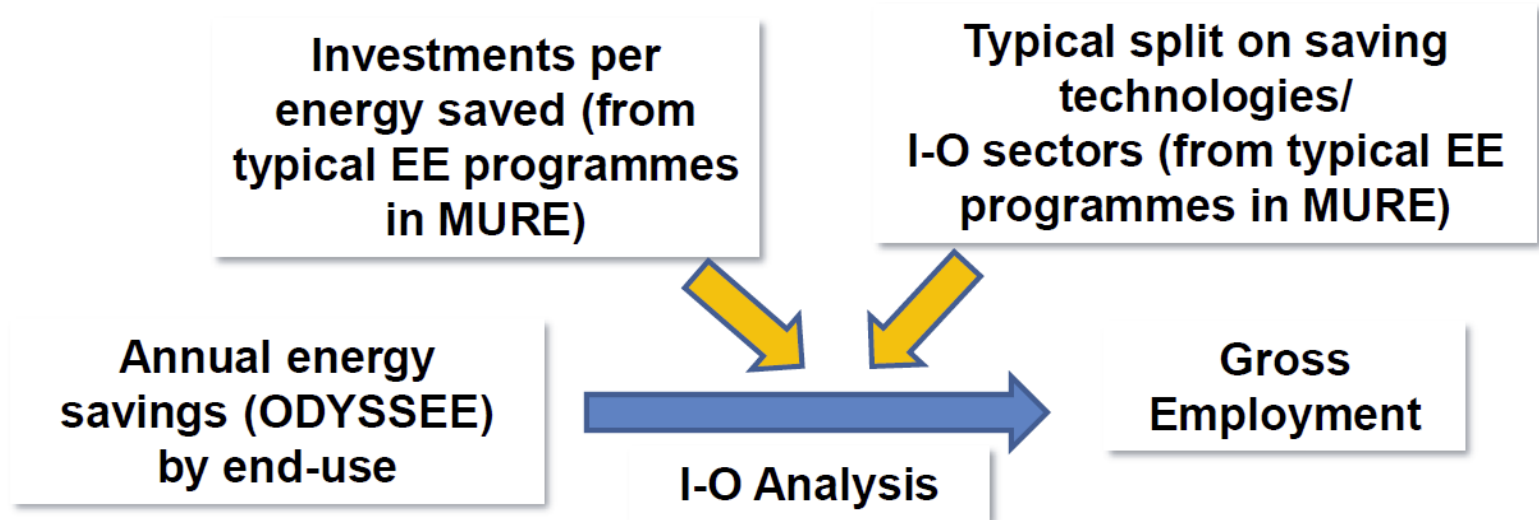 Investments per
energy saved (from
typical EE programmes
in MURE)
Typical split on saving
technologies/
I-O sectors (from typical EE
programmes in MURE)
Annual energy
savings (ODYSSEE)
by end-use
I-O Analysis
Gross
Employment